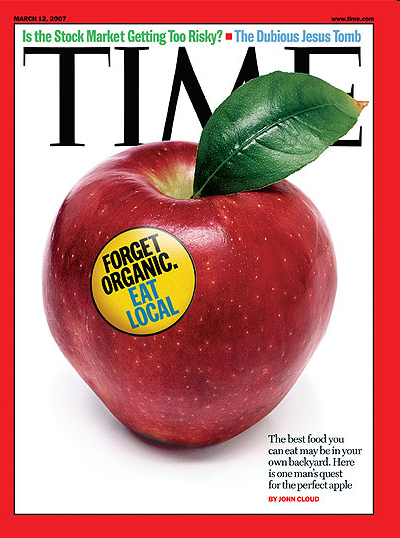 MARCH 12, 2007
www.time.com
Is the Stock Market Getting Too Risky? ■ The Dubious Jesus Tomb
TIME
FORGET
ORGANIC.
EAT
LOCAL
The best food you
can eat may be in your
own backyard. Here
is one man's quest
for the perfect apple
BY JOHN CLOUD